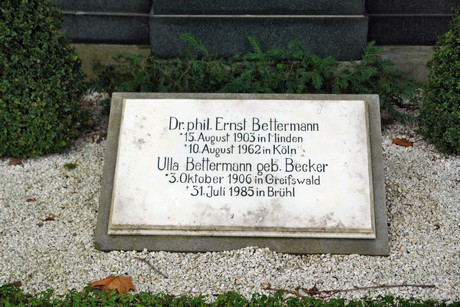 Dr. phil. Ernst Bettermann
*15. August 1903 in Minden
†10. August 1962 in Köln
Ulla Bettermann geb. Becker
*3. Oktober 1906 in Greifswald
†31. Juli 1985 in Brühl